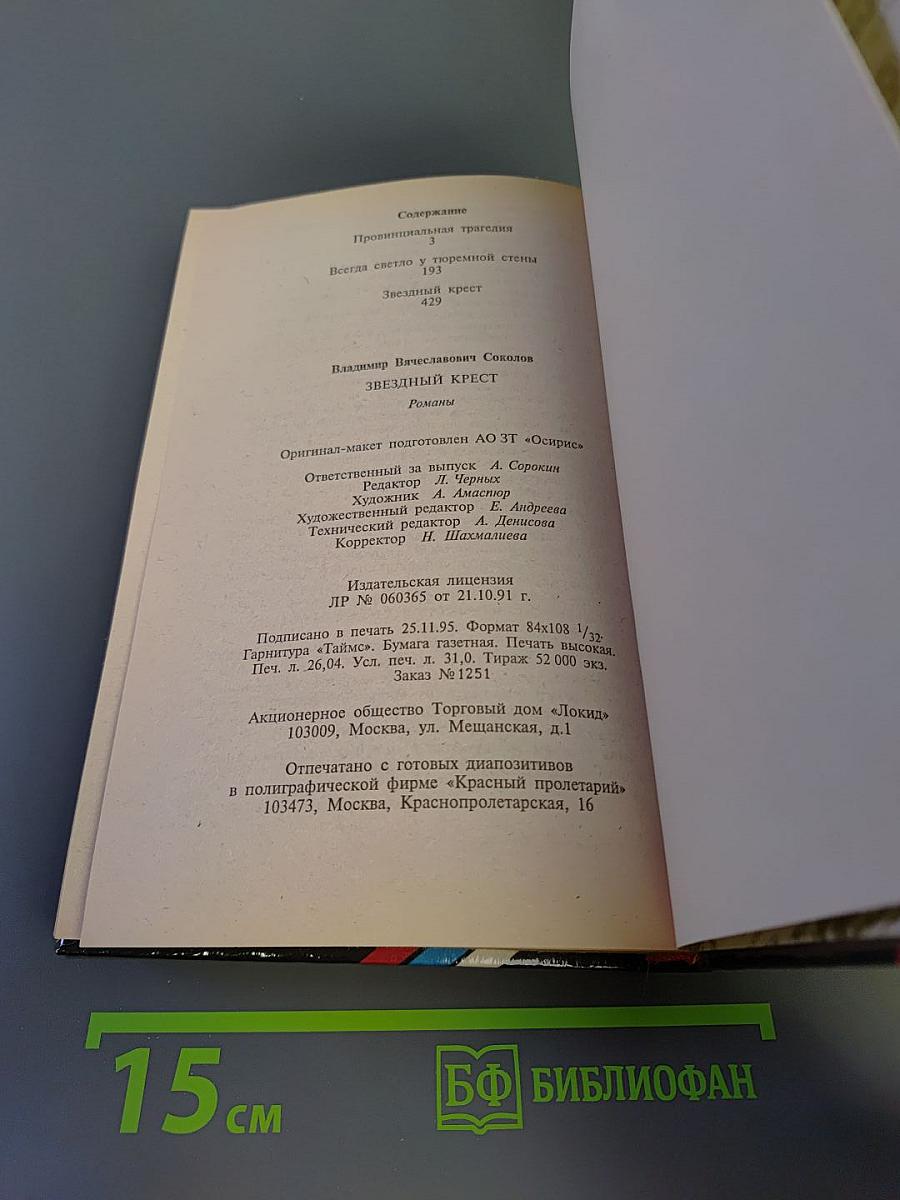 Содержание
Провинциальная трагедия
3
Всегда светло у тюремной стены
193
Звездный крест
429
Владимир Вячеславович Соколов
ЗВЕЗДНЫЙ КРЕСТ
Романы
Оригинал-макет подготовлен АО ЗТ «Осирис»
Ответственный за выпуск А. Сорокин
Редактор Л. Черных
Художник А. Амаспюр
Художественный редактор Е. Андреева
Технический редактор А. Денисова
Корректор Н. Шахмалиева
Издательская лицензия
ЛР № 060365 от 21.10.91 г.
Подписано в печать 25.11.95. Формат 84х108 1/32.
Гарнитура «Таймс». Бумага газетная. Печать высокая.
Печ. л. 26,04. Усл. печ. л. 31,0. Тираж 52 000 экз.
Заказ №1251
Акционерное общество Торговый дом «Локид»
103009, Москва, ул. Мещанская, д.1
Отпечатано с готовых диапозитивов
в полиграфической фирме «Красный пролетарий»
103473, Москва, Краснопролетарская, 16
15 см
БФ БИБЛИОФАН